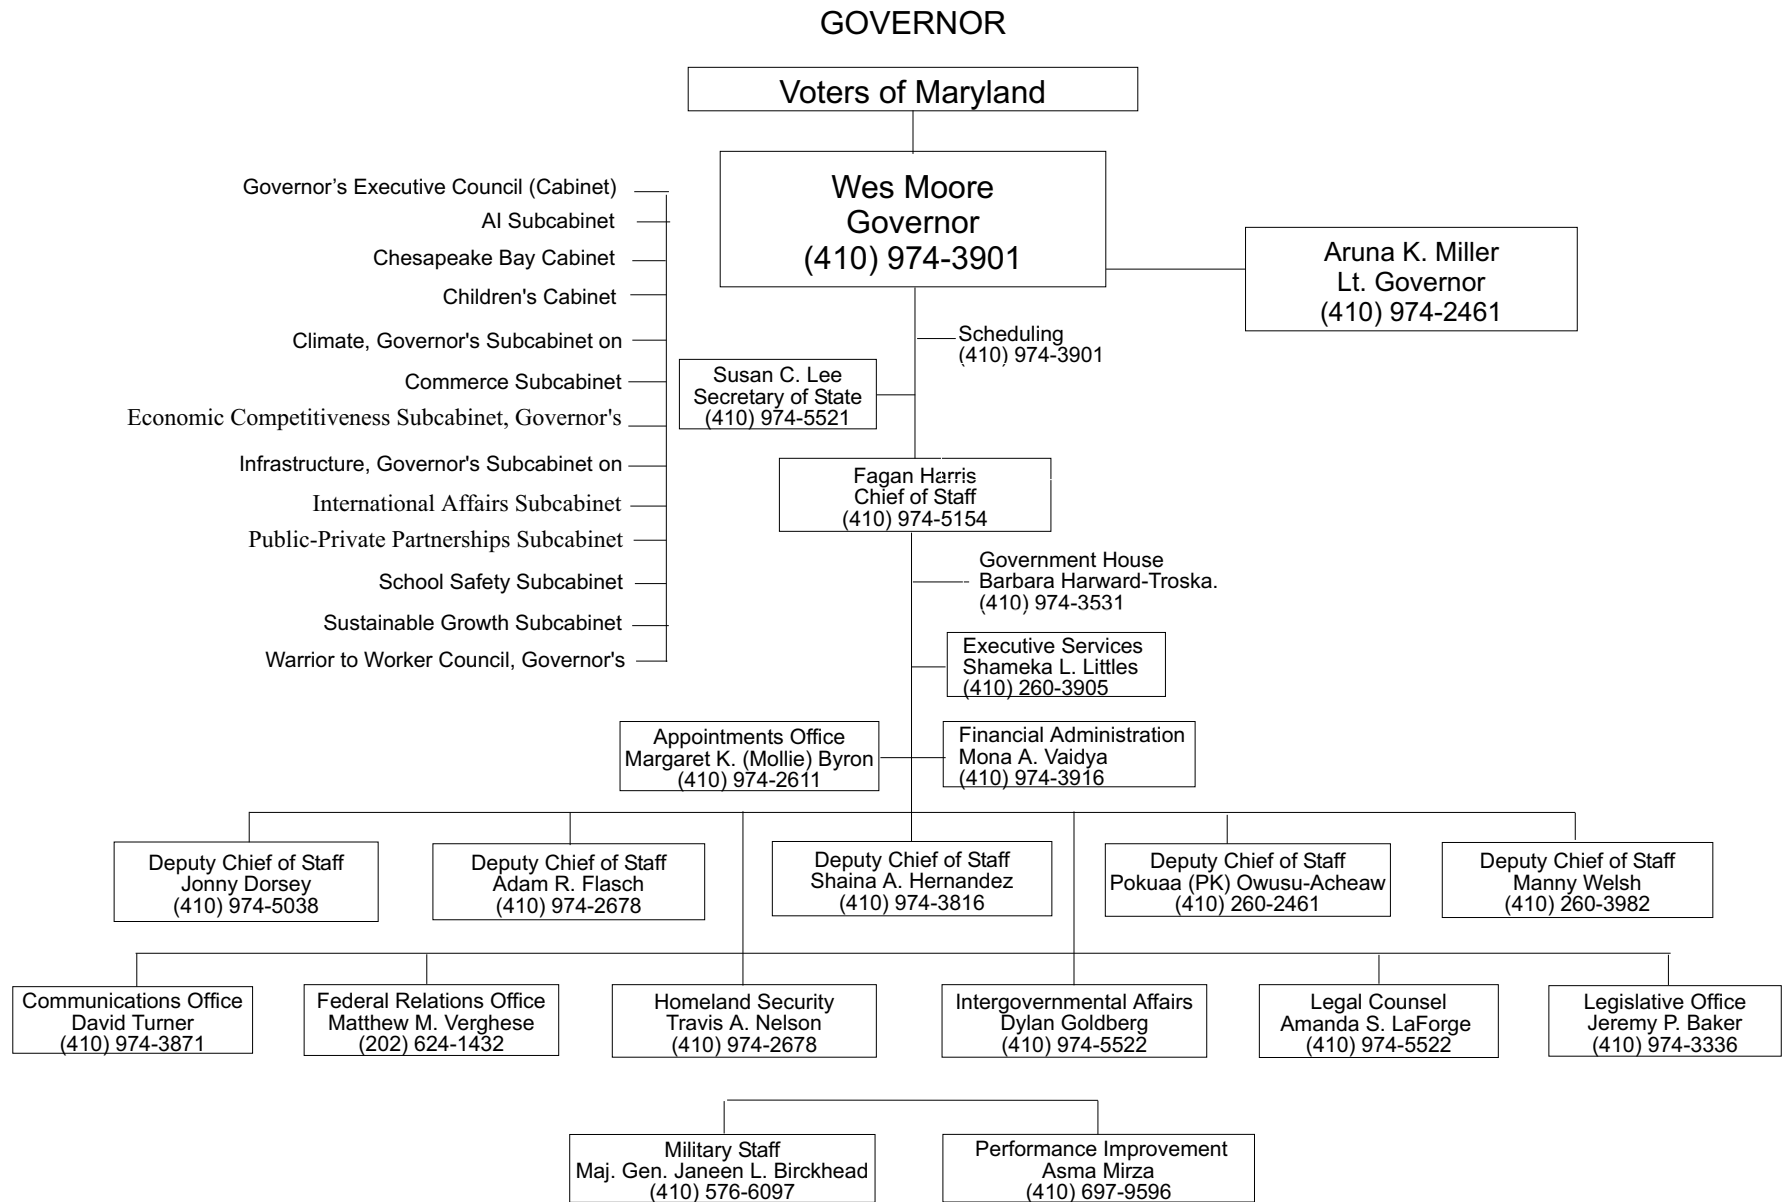 GOVERNOR
Voters of Maryland
Wes Moore
Governor
(410) 974-3901
Aruna K. Miller
Lt. Governor
(410) 974-2461
Governor's Executive Council (Cabinet)
AI Subcabinet
Chesapeake Bay Cabinet
Children's Cabinet
Climate, Governor's Subcabinet on
Commerce Subcabinet
Economic Competitiveness Subcabinet, Governor's
Infrastructure, Governor's Subcabinet on
International Affairs Subcabinet
Public-Private Partnerships Subcabinet
School Safety Subcabinet
Sustainable Growth Subcabinet
Warrior to Worker Council, Governor's
Scheduling
(410) 974-3901
Susan C. Lee
Secretary of State
(410) 974-5521
Fagan Harris
Chief of Staff
(410) 974-5154
Government House
Barbara Harward-Troska.
(410) 974-3531
Executive Services
Shameka L. Littles
(410) 260-3905
Appointments Office
Margaret K. (Mollie) Byron
(410) 974-2611
Financial Administration
Mona A. Vaidya
(410) 974-3916
Deputy Chief of Staff
Jonny Dorsey
(410) 974-5038
Deputy Chief of Staff
Adam R. Flasch
(410) 974-2678
Deputy Chief of Staff
Shaina A. Hernandez
(410) 974-3816
Deputy Chief of Staff
Pokuaa (PK) Owusu-Acheaw
(410) 260-2461
Deputy Chief of Staff
Manny Welsh
(410) 260-3982
Communications Office
David Turner
(410) 974-3871
Federal Relations Office
Matthew M. Verghese
(202) 624-1432
Homeland Security
Travis A. Nelson
(410) 974-2678
Intergovernmental Affairs
Dylan Goldberg
(410) 974-5522
Legal Counsel
Amanda S. LaForge
(410) 974-5522
Legislative Office
Jeremy P. Baker
(410) 974-3336
Military Staff
Maj. Gen. Janeen L. Birckhead
(410) 576-6097
Performance Improvement
Asma Mirza
(410) 697-9596